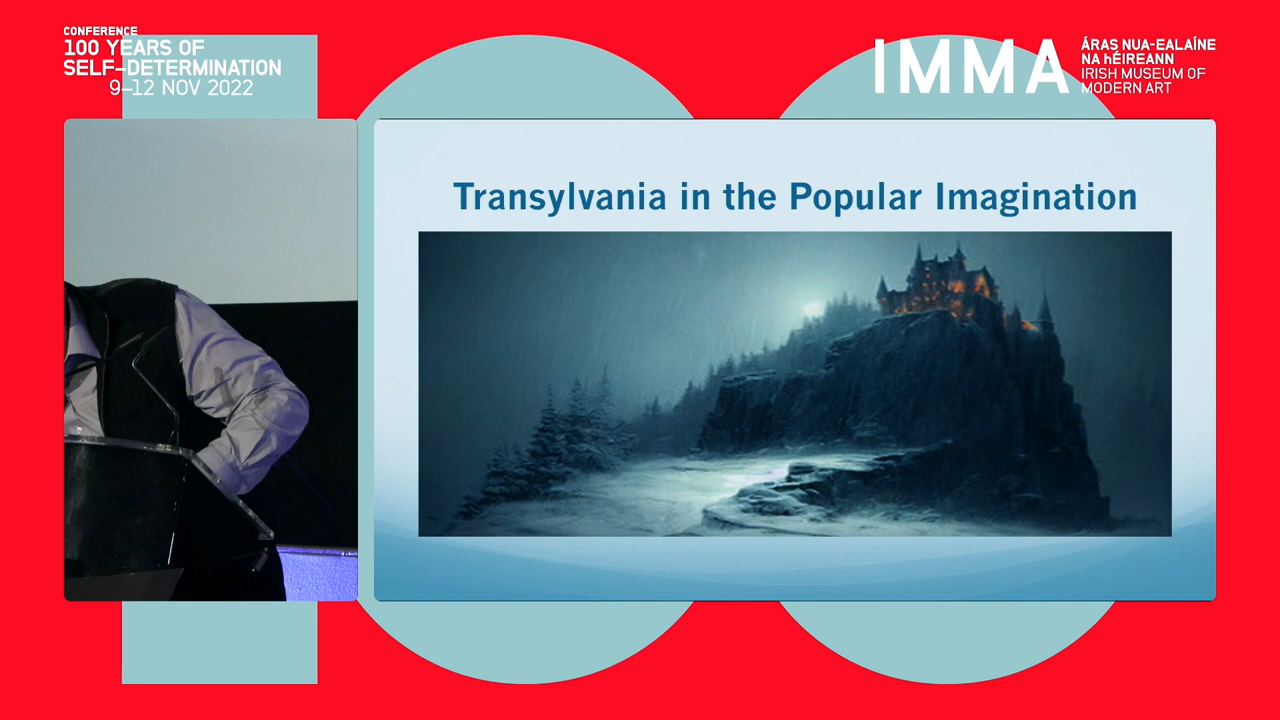 CONFERENCE
100 YEARS OF
SELF–DETERMINATION
9–12 NOV 2022
IMMA
ÁRAS NUA-EALAÍNE
NA hÉIREANN
IRISH MUSEUM OF
MODERN ART
Transylvania in the Popular Imagination